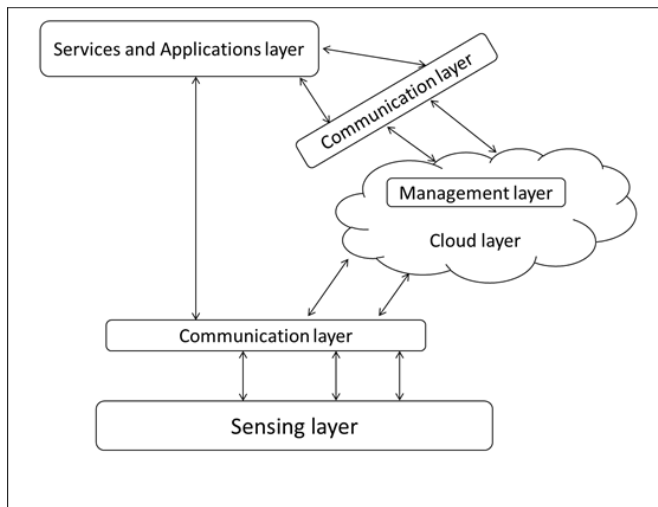 Services and Applications layer
Communication layer
Management layer
Cloud layer
Communication layer
Sensing layer